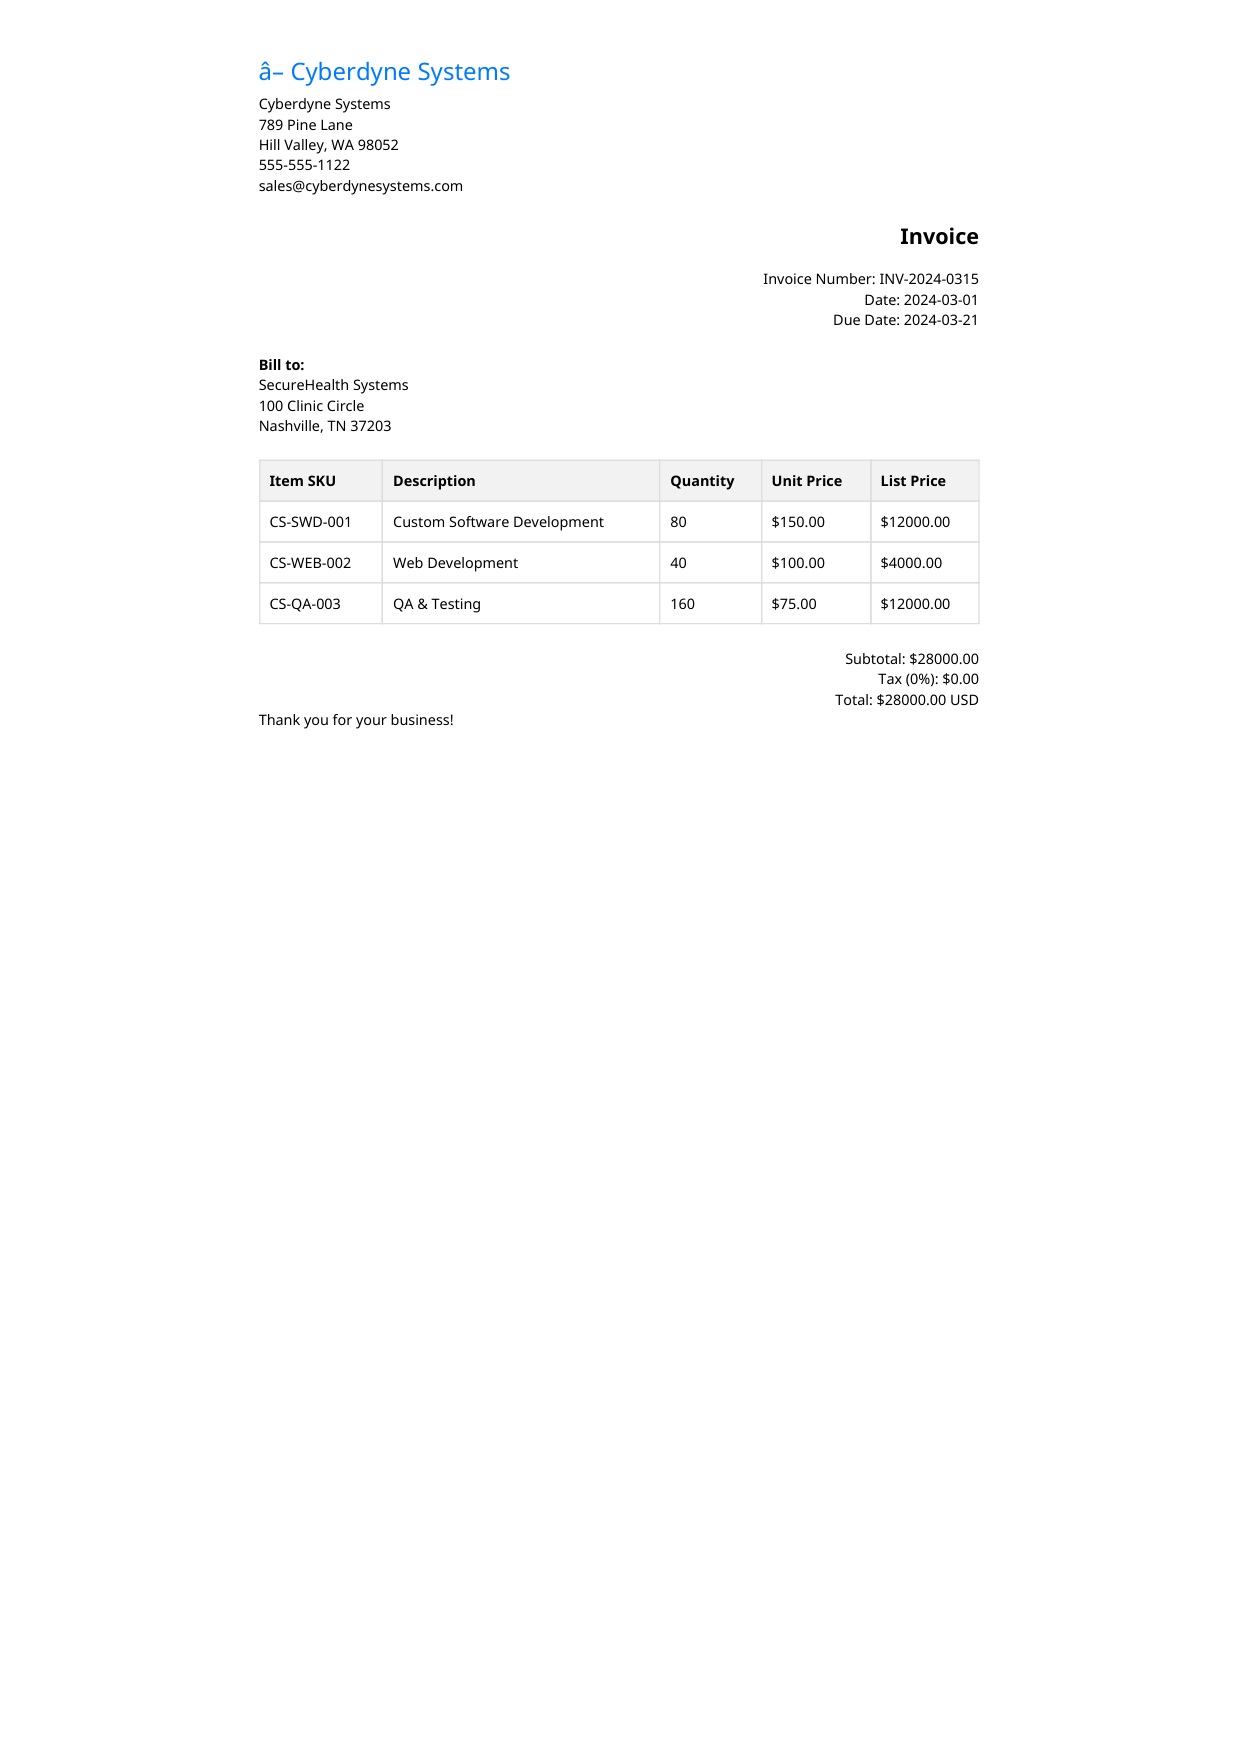 â– Cyberdyne Systems
Cyberdyne Systems
789 Pine Lane
Hill Valley, WA 98052
555-555-1122
sales@cyberdynesystems.com
Invoice
Invoice Number: INV-2024-0315
Date: 2024-03-01
Due Date: 2024-03-21
Bill to:
SecureHealth Systems
100 Clinic Circle
Nashville, TN 37203
Item SKU Description Quantity Unit Price List Price
CS-SWD-001 Custom Software Development 80 $150.00 $12000.00
CS-WEB-002 Web Development 40 $100.00 $4000.00
CS-QA-003 QA & Testing 160 $75.00 $12000.00
Subtotal: $28000.00
Tax (0%): $0.00
Total: $28000.00 USD
Thank you for your business!